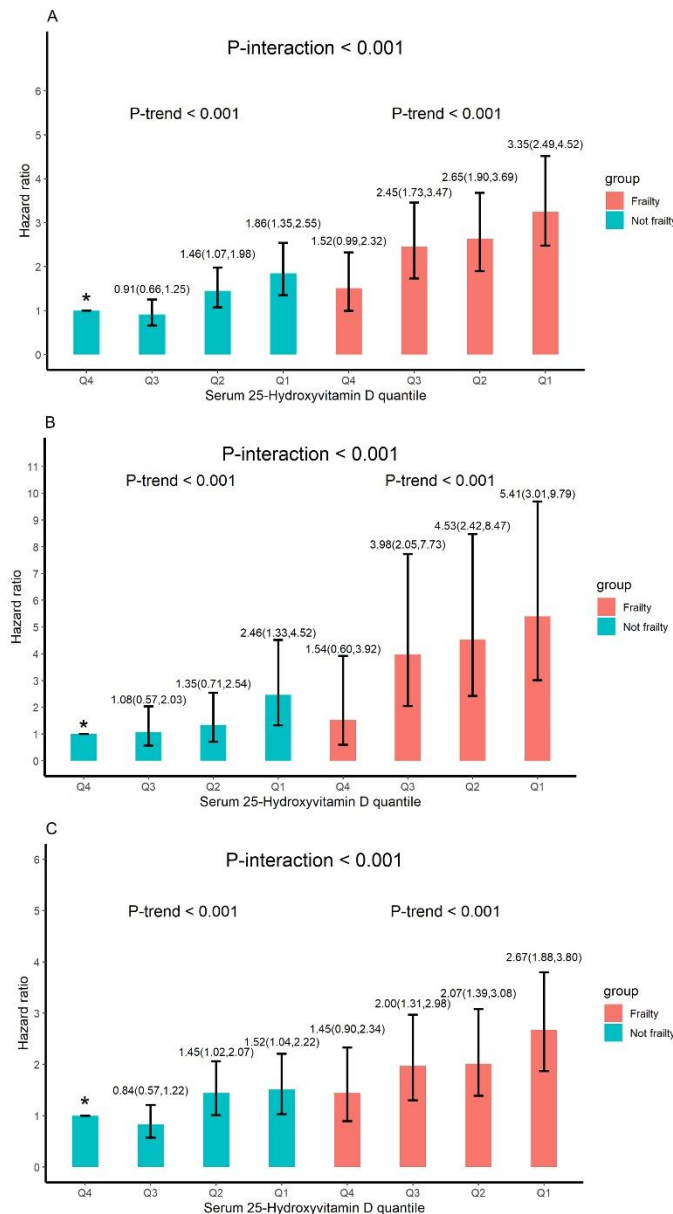 A
P-interaction < 0.001
P-trend < 0.001
P-trend < 0.001
6
5
4
3
2
1
0
Hazard ratio
*
0.91(0.66,1.25)
1.46(1.07,1.98)
1.86(1.35,2.55)
1.52(0.99,2.32)
2.45(1.73,3.47)
2.65(1.90,3.69)
3.35(2.49,4.52)
Q4
Q3
Q2
Q1
Q4
Q3
Q2
Q1
Serum 25-Hydroxyvitamin D quantile
group
Frailty
Not frailty
B
P-interaction < 0.001
P-trend < 0.001
P-trend < 0.001
11
10
9
8
7
6
5
4
3
2
1
0
Hazard ratio
*
1.08(0.57,2.03)
1.35(0.71,2.54)
2.46(1.33,4.52)
1.54(0.60,3.92)
3.98(2.05,7.73)
4.53(2.42,8.47)
5.41(3.01,9.79)
Q4
Q3
Q2
Q1
Q4
Q3
Q2
Q1
Serum 25-Hydroxyvitamin D quantile
group
Frailty
Not frailty
C
P-interaction < 0.001
P-trend < 0.001
P-trend < 0.001
6
5
4
3
2
1
0
Hazard ratio
*
0.84(0.57,1.22)
1.45(1.02,2.07)
1.52(1.04,2.22)
1.45(0.90,2.34)
2.00(1.31,2.98)
2.07(1.39,3.08)
2.67(1.88,3.80)
Q4
Q3
Q2
Q1
Q4
Q3
Q2
Q1
Serum 25-Hydroxyvitamin D quantile
group
Frailty
Not frailty